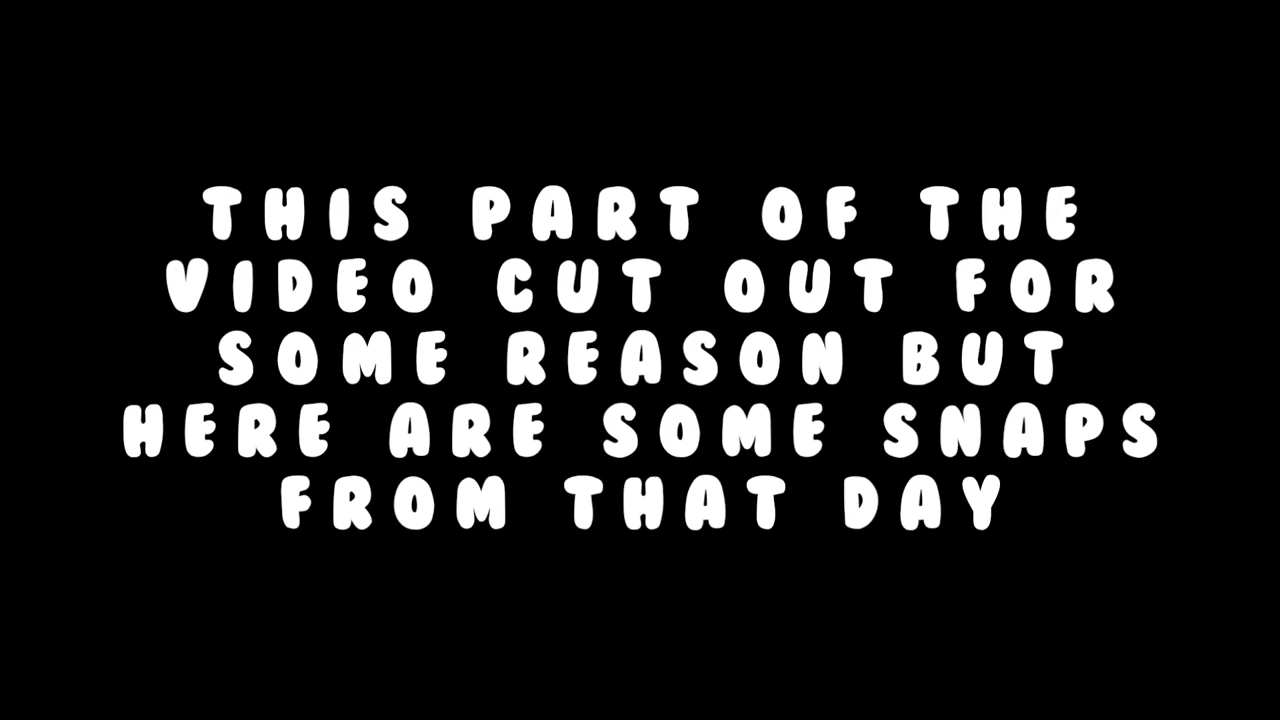 THIS PART OF THE
VIDEO CUT OUT FOR
SOME REASON BUT
HERE ARE SOME SNAPS
FROM THAT DAY